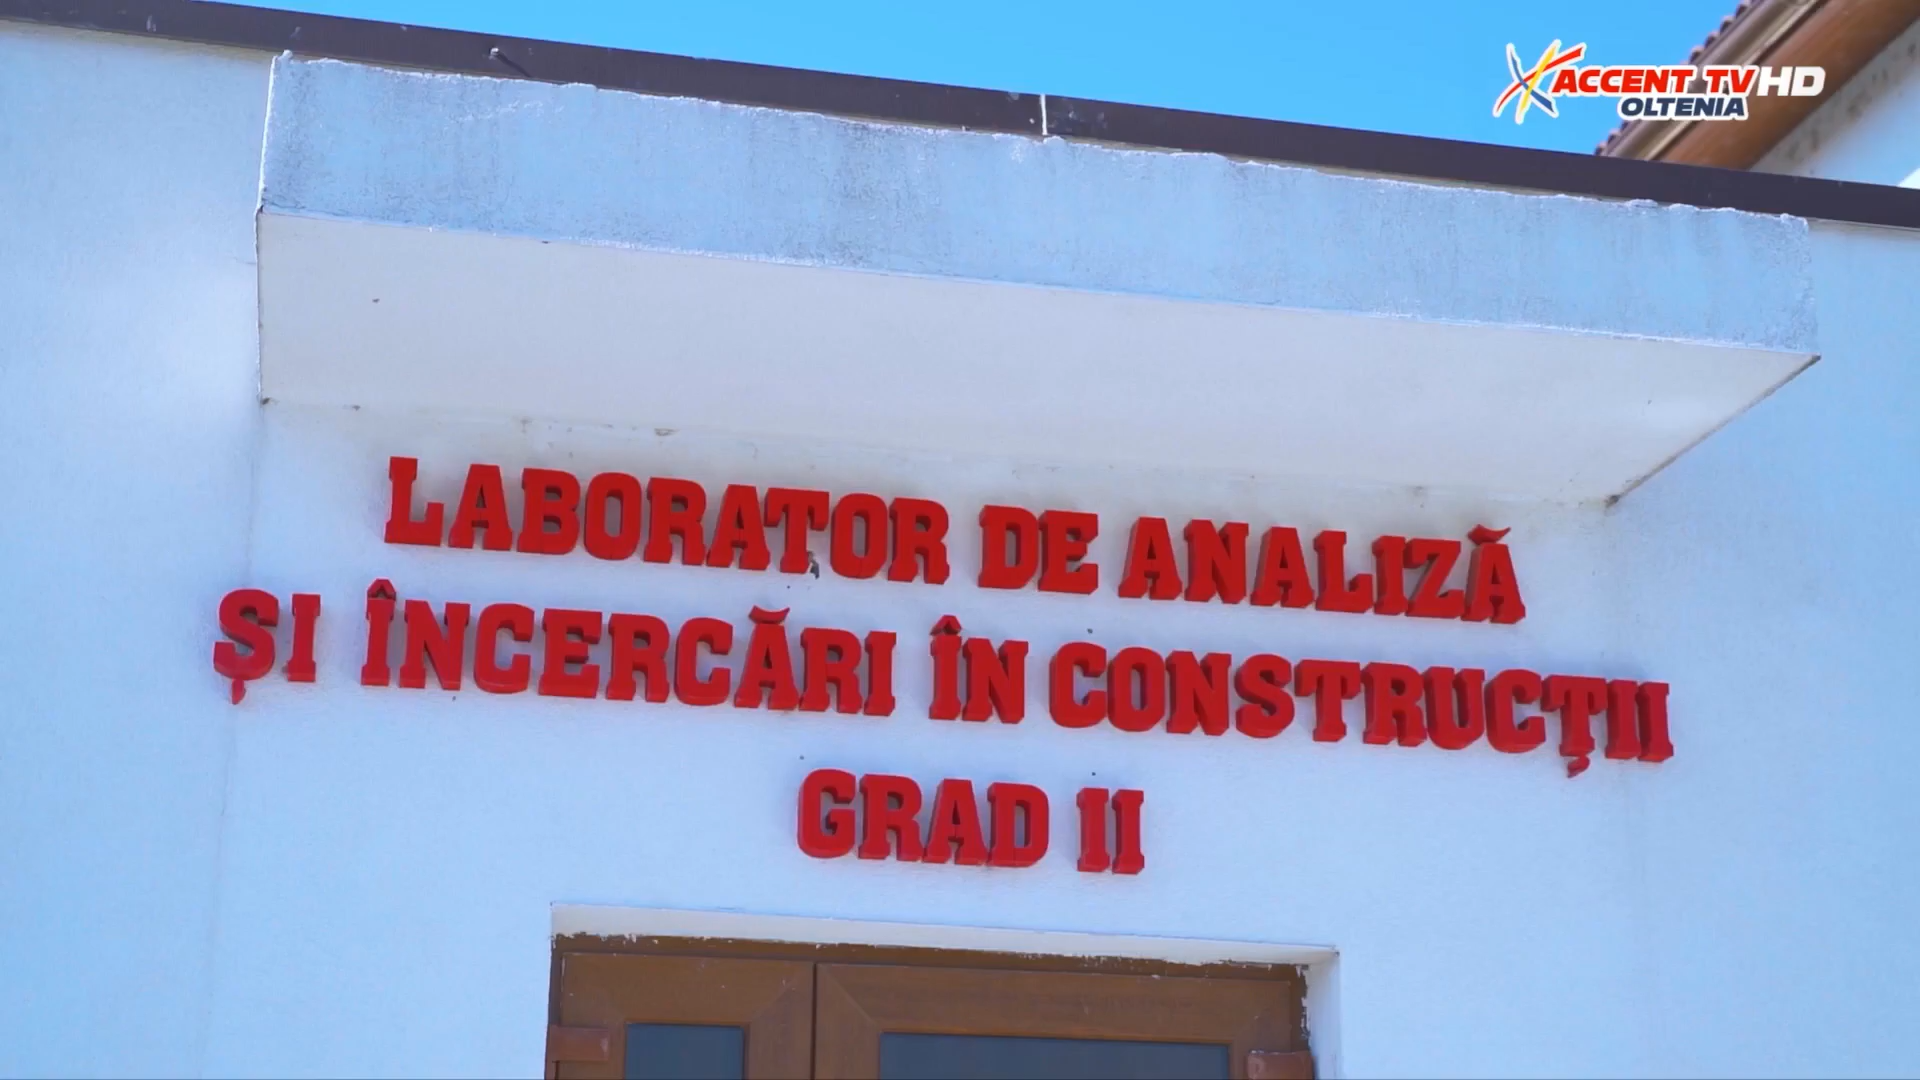 ACCENT TV HD
OLTENIA
LABORATOR DE ANALIZĂ
ȘI ÎNCERCĂRI ÎN CONSTRUCȚII
GRAD II